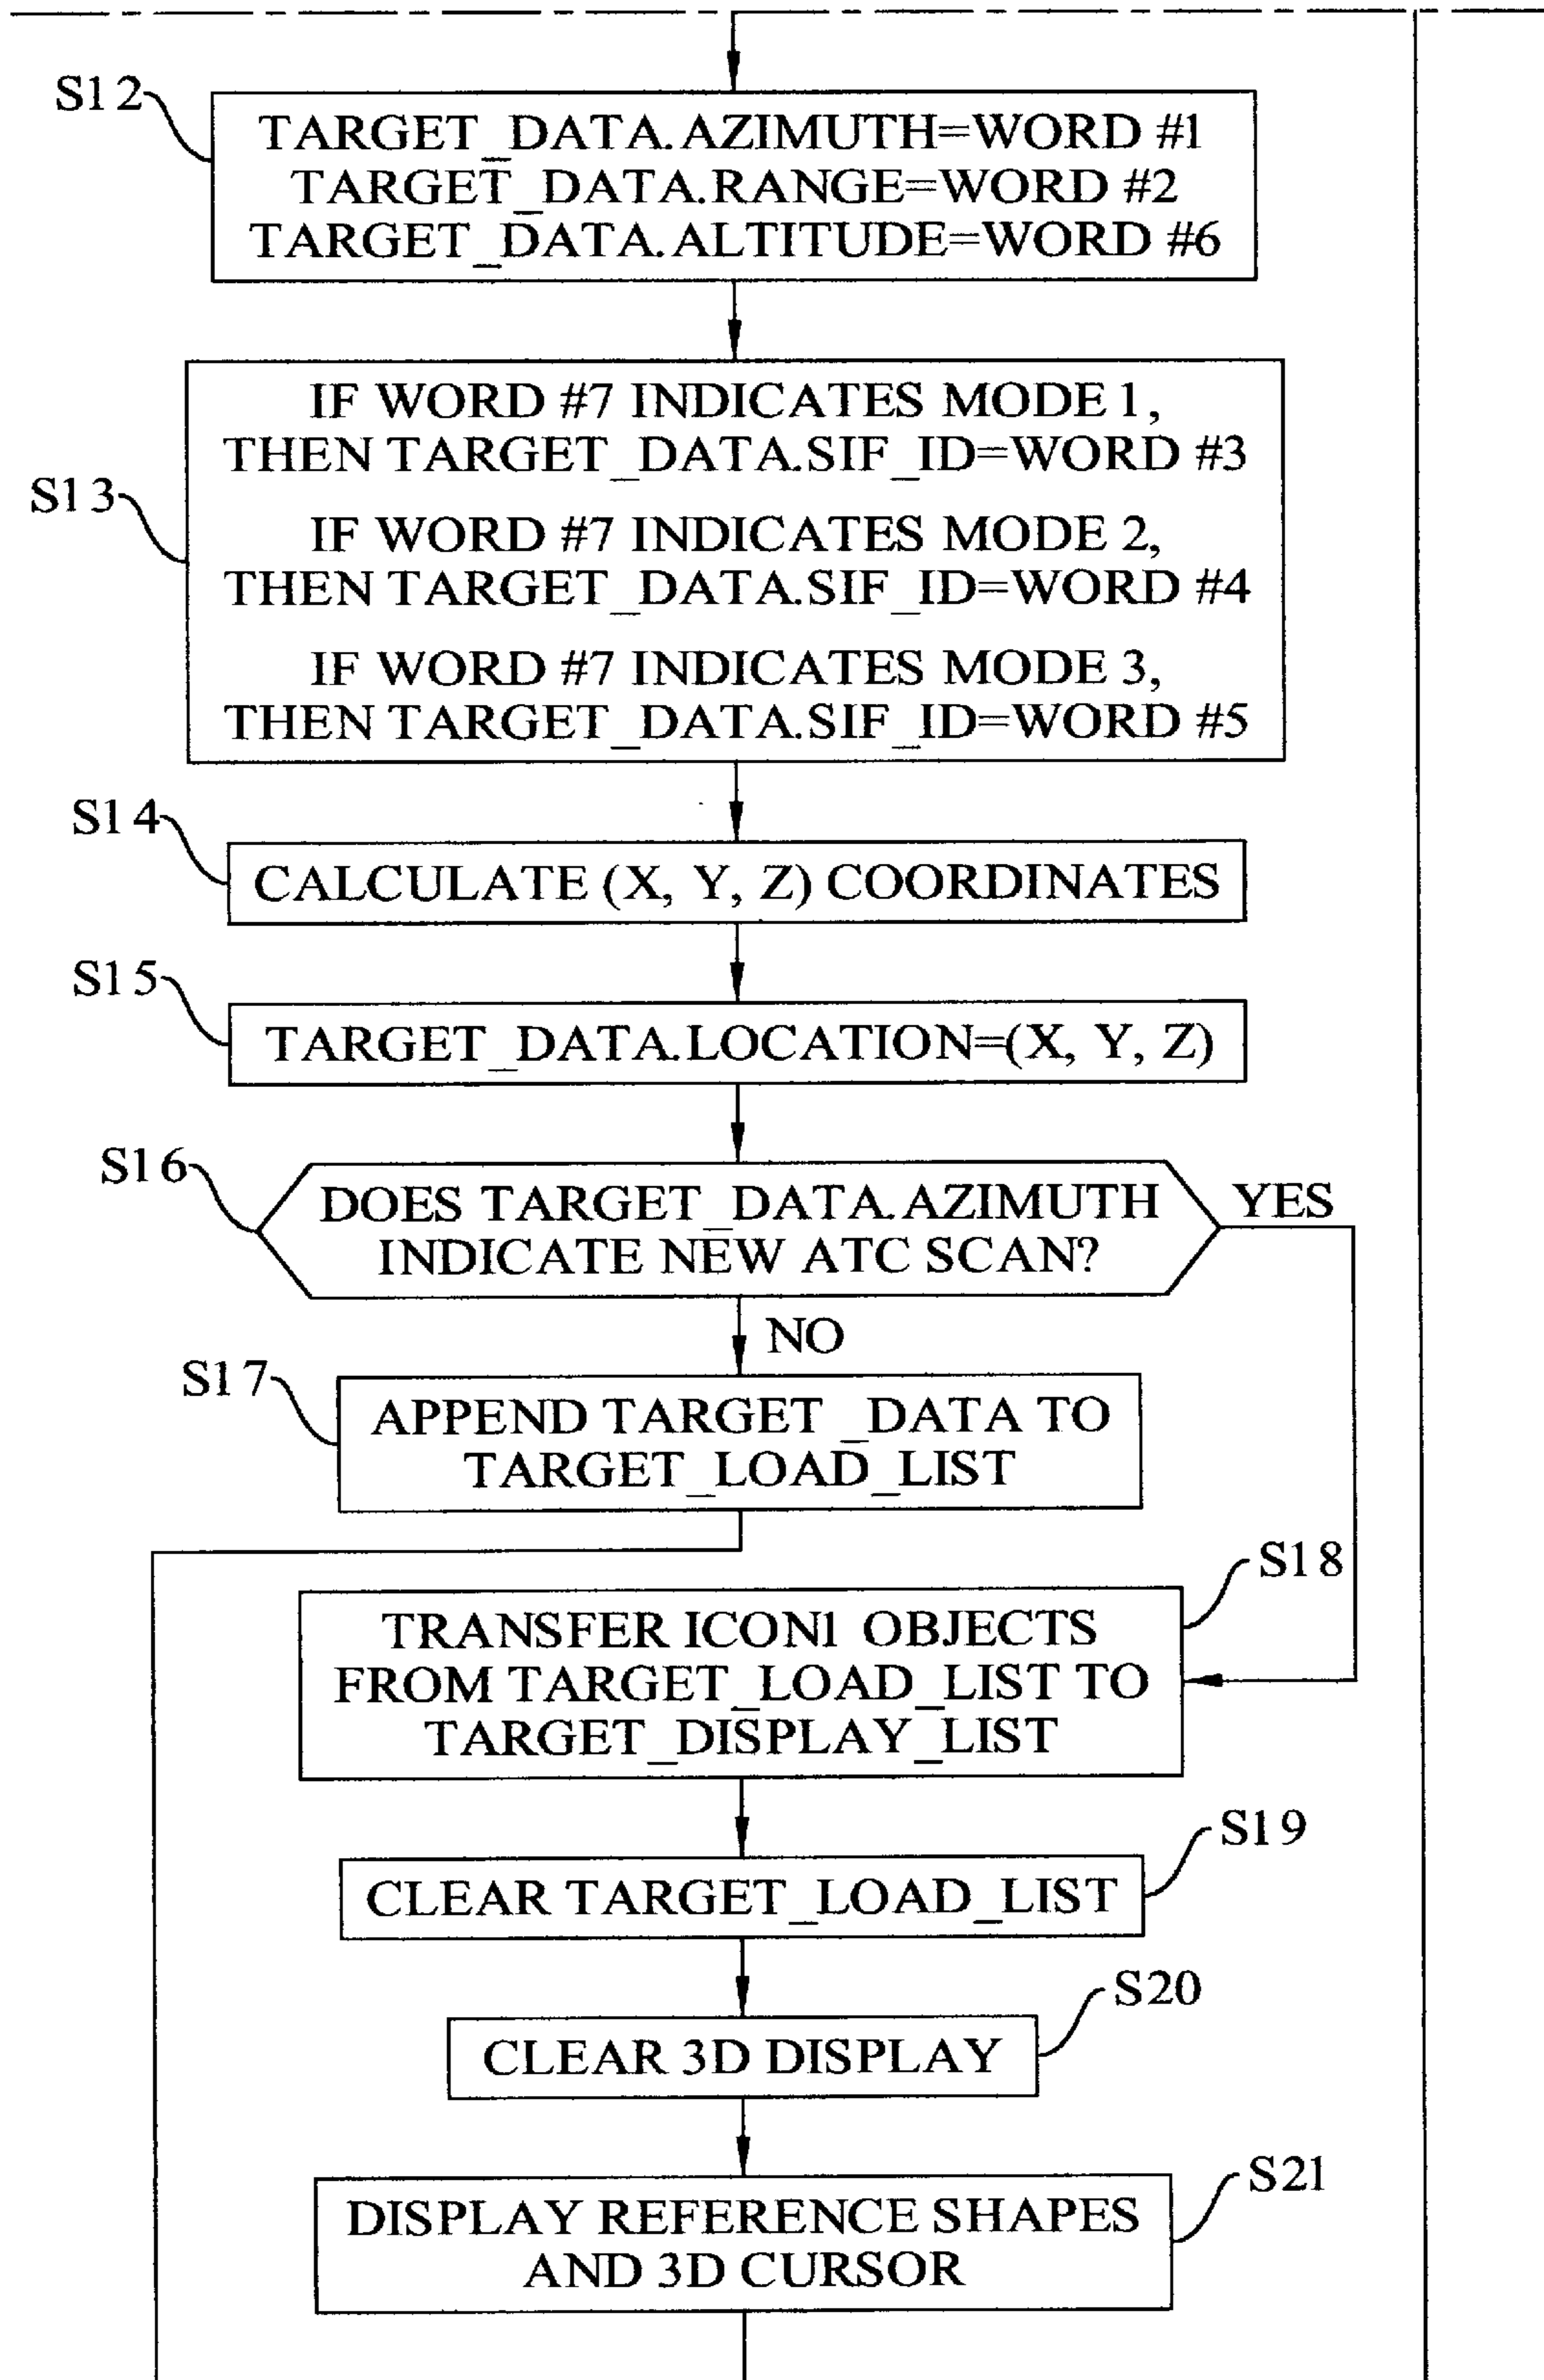 S12
TARGET_DATA.AZIMUTH=WORD #1
TARGET_DATA.RANGE=WORD #2
TARGET_DATA.ALTITUDE=WORD #6
S13
IF WORD #7 INDICATES MODE 1,
THEN TARGET_DATA.SIF_ID=WORD #3
IF WORD #7 INDICATES MODE 2,
THEN TARGET_DATA.SIF_ID=WORD #4
IF WORD #7 INDICATES MODE 3,
THEN TARGET_DATA.SIF_ID=WORD #5
S14
CALCULATE (X, Y, Z) COORDINATES
S15
TARGET_DATA.LOCATION=(X, Y, Z)
S16
DOES TARGET_DATA.AZIMUTH
INDICATE NEW ATC SCAN?
YES
NO
S17
APPEND TARGET_DATA TO
TARGET_LOAD_LIST
S18
TRANSFER ICON1 OBJECTS
FROM TARGET_LOAD_LIST TO
TARGET_DISPLAY_LIST
S19
CLEAR TARGET_LOAD_LIST
S20
CLEAR 3D DISPLAY
S21
DISPLAY REFERENCE SHAPES
AND 3D CURSOR